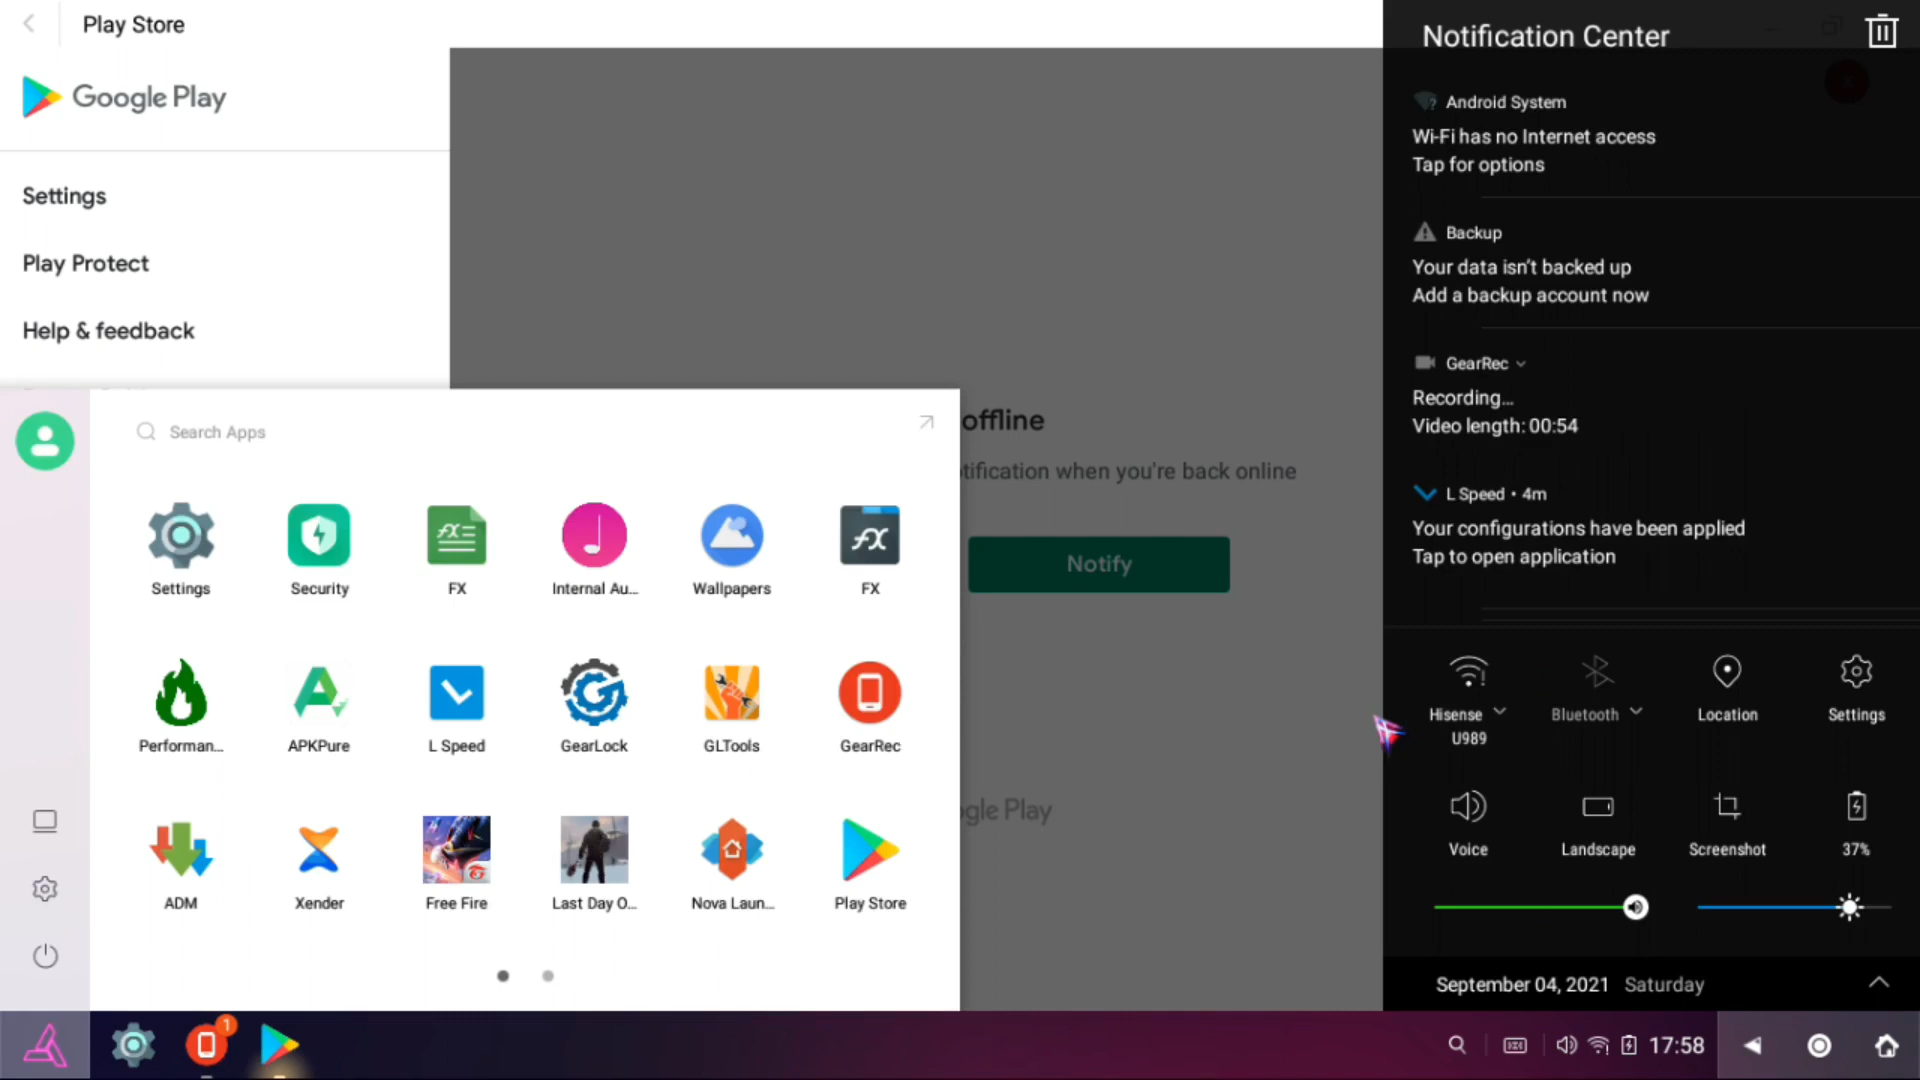 Play Store
Google Play
Settings
Play Protect
Help & feedback
offline
tification when you're back online
Notify
gle Play
Search Apps
Settings
Security
FX
Internal Au...
Wallpapers
FX
Performan...
APKPure
L Speed
GearLock
GLTools
GearRec
ADM
Xender
Free Fire
Last Day O...
Nova Laun...
Play Store
Notification Center
Android System
Wi-Fi has no Internet access
Tap for options
Backup
Your data isn't backed up
Add a backup account now
GearRec
Recording...
Video length: 00:54
L Speed • 4m
Your configurations have been applied
Tap to open application
Hisense
U989
Bluetooth
Location
Settings
Voice
Landscape
Screenshot
37%
September 04, 2021 Saturday
1
17:58